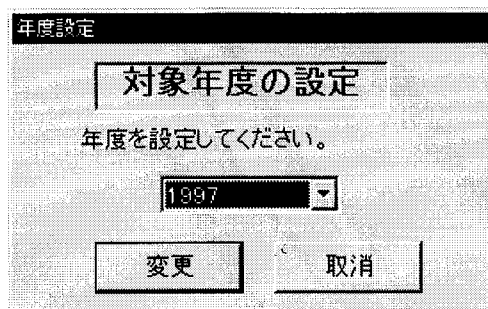 年度設定
対象年度の設定
年度を設定してください。
1997
変更 取消